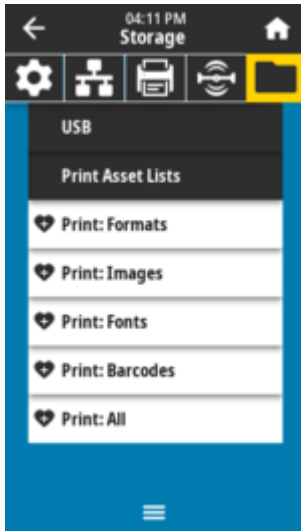 04:11 PM
Storage
USB
Print Asset Lists
Print: Formats
Print: Images
Print: Fonts
Print: Barcodes
Print: All